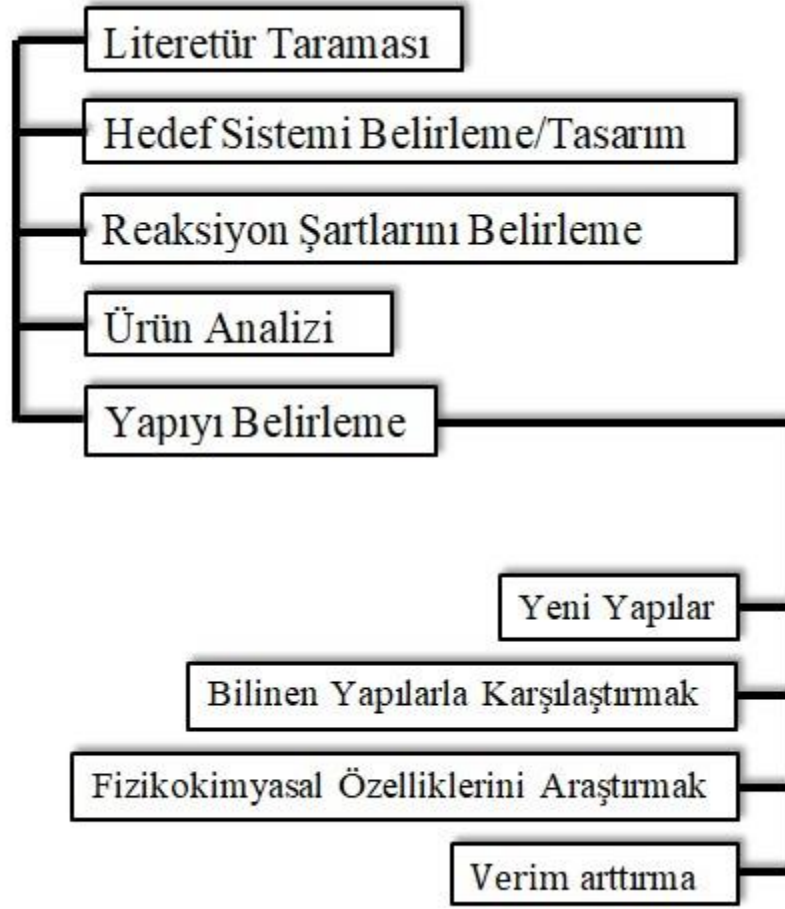 Literetür Taraması
Hedef Sistemi Belirleme/Tasarım
Reaksiyon Şartlarını Belirleme
Ürün Analizi
Yapıyı Belirleme
Yeni Yapılar
Bilinen Yapılarla Karşılaştırmak
Fizikokimyasal Özelliklerini Araştırmak
Verim arttırma